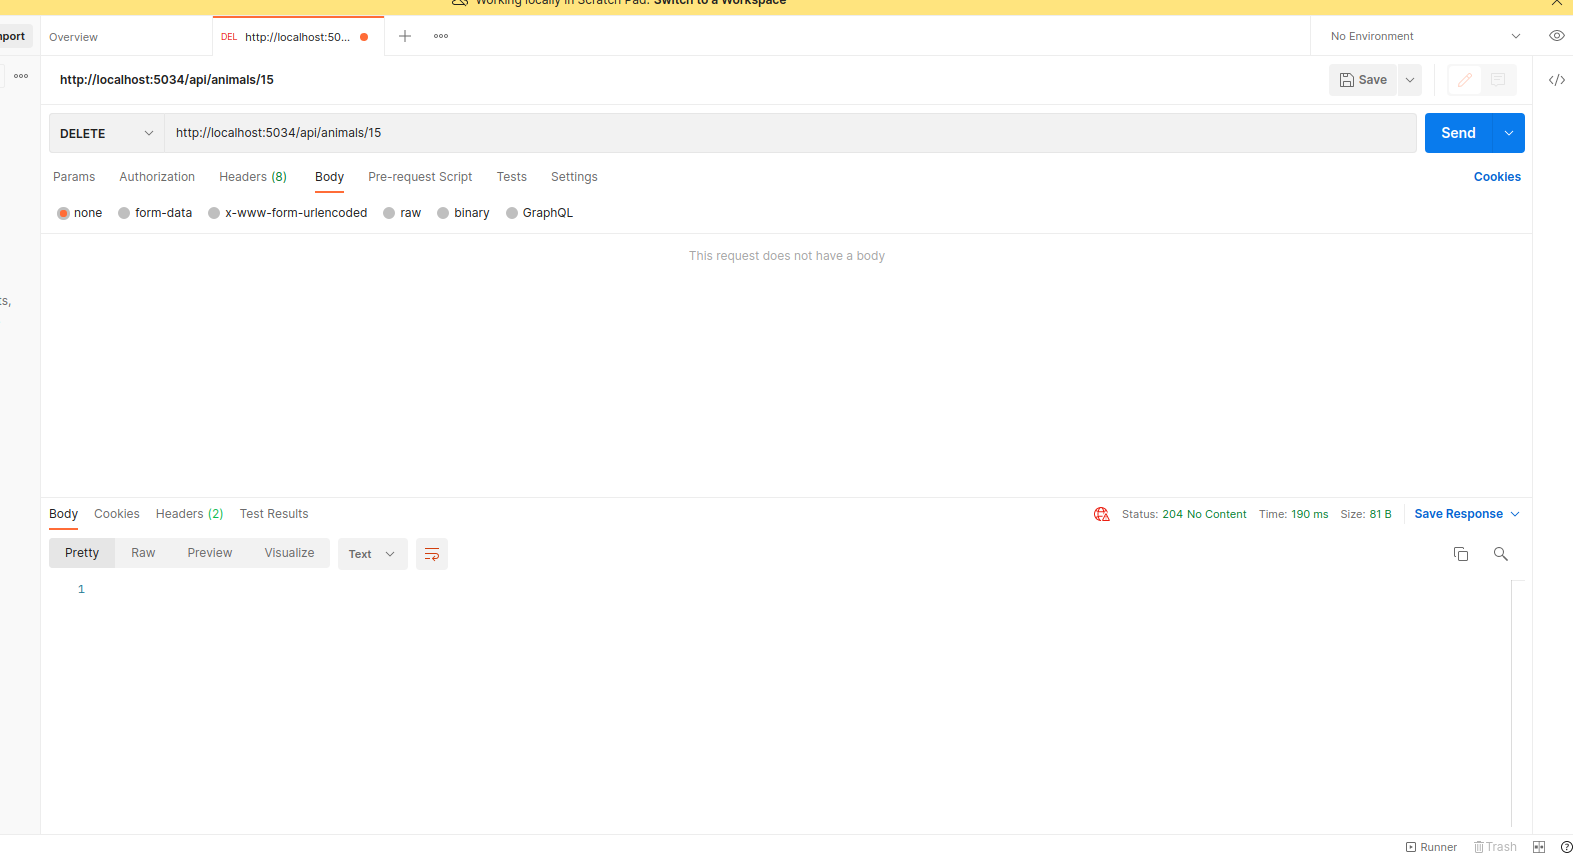 Working locally in Scratch Pad. Switch to a Workspace
Overview
DEL http://localhost:50...
No Environment
http://localhost:5034/api/animals/15
Save
</>
DELETE
http://localhost:5034/api/animals/15
Send
Params Authorization Headers (8) Body Pre-request Script Tests Settings
Cookies
none form-data x-www-form-urlencoded raw binary GraphQL
This request does not have a body
Body Cookies Headers (2) Test Results
Status: 204 No Content Time: 190 ms Size: 81 B
Save Response
Pretty Raw Preview Visualize Text
1
Runner Trash